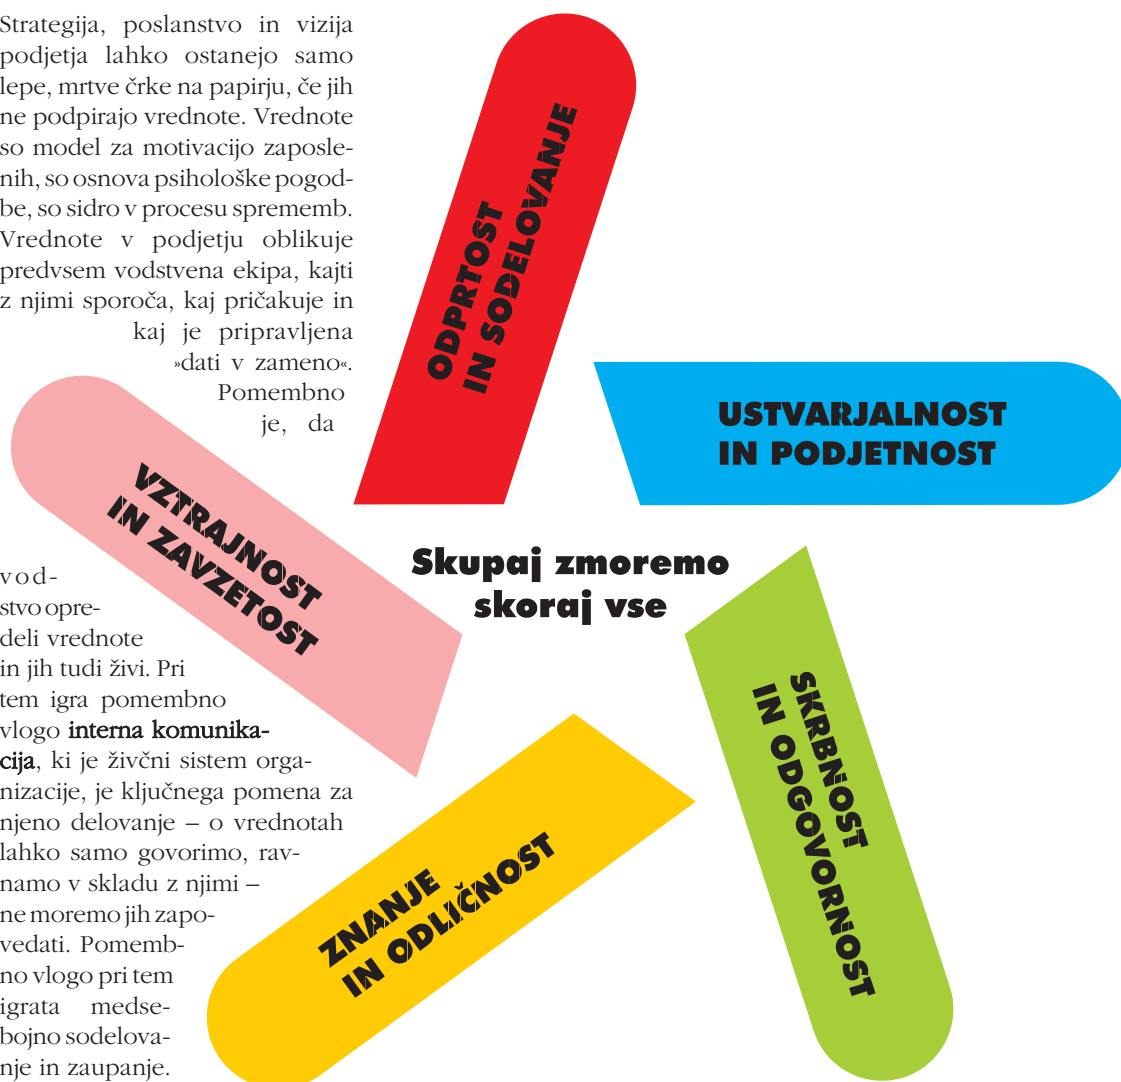 Strategija, poslanstvo in vizija
podjetja lahko ostanejo samo
lepe, mrtve črke na papirju, če jih
ne podpirajo vrednote. Vrednote
so model za motivacijo zaposle-
nih, so osnova psihološke pogod-
be, so sidro v procesu sprememb.
Vrednote v podjetju oblikuje
predvsem vodstvena ekipa, kajti
z njimi sporoča, kaj pričakuje in
kaj je pripravljena
»dati v zameno«.
Pomembno
je, da
vod-
stvo opre-
deli vrednote
in jih tudi živi. Pri
tem igra pomembno
vlogo interna komunika-
cija, ki je živčni sistem orga-
nizacije, je ključnega pomena za
njeno delovanje – o vrednotah
lahko samo govorimo, rav-
namo v skladu z njimi –
ne moremo jih zapo-
vedati. Pomemb-
no vlogo pri tem
igrata medse-
bojno sodelova-
nje in zaupanje.
ODPRTOST
IN SODELOVANJE
USTVARJALNOST
IN PODJETNOST
VZTRAJNOST
IN ZAVZETOST
Skupaj zmoremo
skoraj vse
SKRBNOST
IN ODGOVORNOST
ZNANJE
IN ODLIČNOST